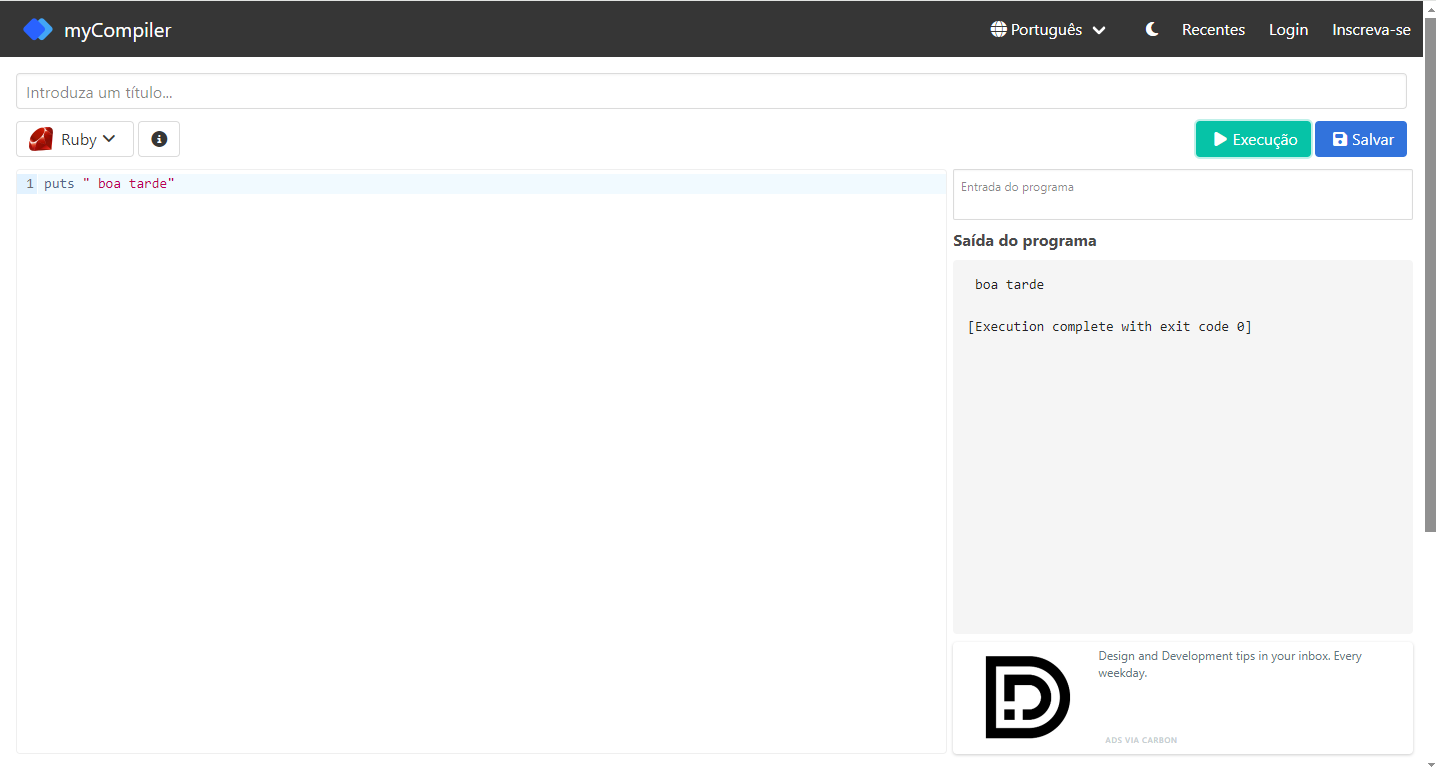 myCompiler
Português
Recentes
Login
Inscreva-se
Introduza um título...
Ruby
Execução
Salvar
1 puts " boa tarde"
Entrada do programa
Saída do programa
boa tarde
[Execution complete with exit code 0]
Design and Development tips in your inbox. Every
weekday.
ADS VIA CARBON